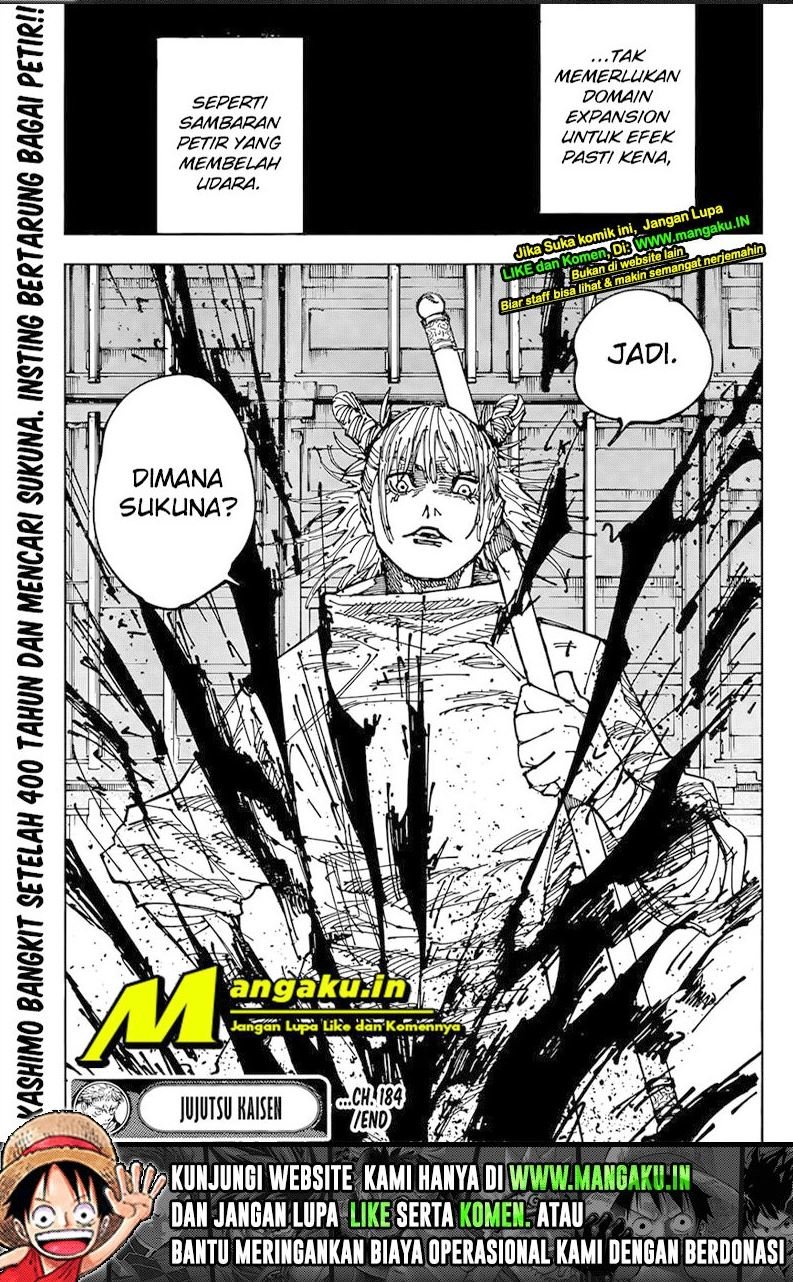 ...TAK
MEMERLUKAN
DOMAIN
EXPANSION
UNTUK EFEK
PASTI KENA,
SEPERTI
SAMBARAN
PETIR YANG
MEMBELAH
UDARA.
Jika Suka komik ini, Jangan Lupa
LIKE dan Komen, Di: WWW.mangaku.IN
Bukan di website lain
Biar staff bisa lihat & makin semangat nerjemahin
JADI.
DIMANA
SUKUNA?
KASHIMO BANGKIT SETELAH 400 TAHUN DAN MENCARI SUKUNA. INSTING BERTARUNG BAGAI PETIR!!
Mangaku.in
Jangan Lupa Like dan Komennya
JUJUTSU KAISEN
...CH. 184
/END
KUNJUNGI WEBSITE KAMI HANYA DI WWW.MANGAKU.IN
DAN JANGAN LUPA LIKE SERTA KOMEN. ATAU
BANTU MERINGANKAN BIAYA OPERASIONAL KAMI DENGAN BERDONASI